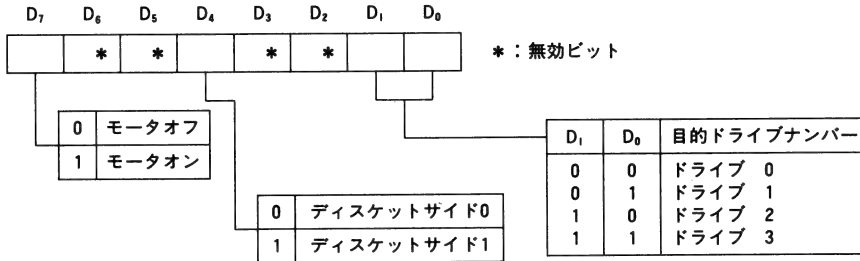 D₇ D₆ D₅ D₄ D₃ D₂ D₁ D₀
* * * * *：無効ビット
0 モータオフ
1 モータオン
0 ディスケットサイド0
1 ディスケットサイド1
D₁ D₀ 目的ドライブナンバー
0 0 ドライブ 0
0 1 ドライブ 1
1 0 ドライブ 2
1 1 ドライブ 3